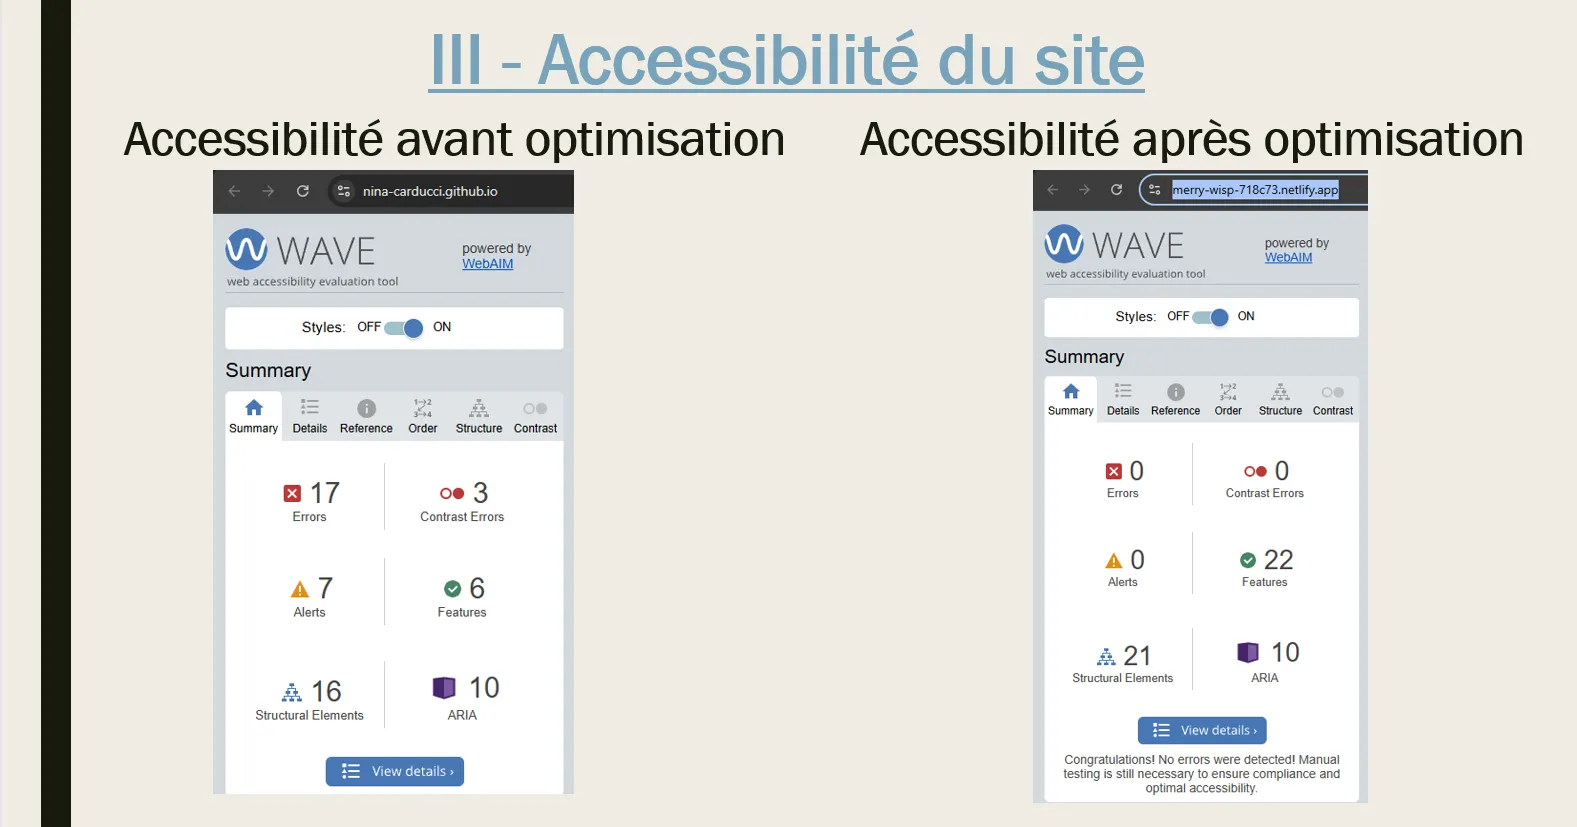 III - Accessibilité du site
Accessibilité avant optimisation
nina-carducci.github.io
WAVE
powered by
WebAIM
web accessibility evaluation tool
Styles: OFF ON
Summary
Summary Details Reference Order Structure Contrast
17 3
Errors Contrast Errors
7 6
Alerts Features
16 10
Structural Elements ARIA
View details ›
Accessibilité après optimisation
merry-wisp-718c73.netlify.app
WAVE
powered by
WebAIM
web accessibility evaluation tool
Styles: OFF ON
Summary
Summary Details Reference Order Structure Contrast
0 0
Errors Contrast Errors
0 22
Alerts Features
21 10
Structural Elements ARIA
View details ›
Congratulations! No errors were detected! Manual
testing is still necessary to ensure compliance and
optimal accessibility.